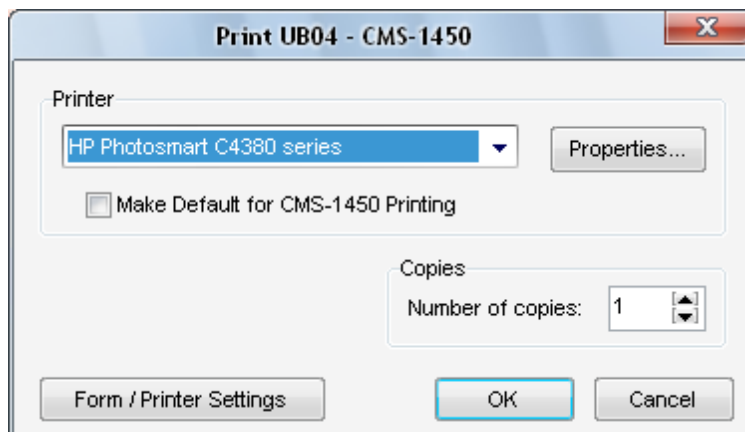 Print UB04 - CMS-1450
Printer
HP Photosmart C4380 series
Properties...
Make Default for CMS-1450 Printing
Copies
Number of copies: 1
Form / Printer Settings OK Cancel